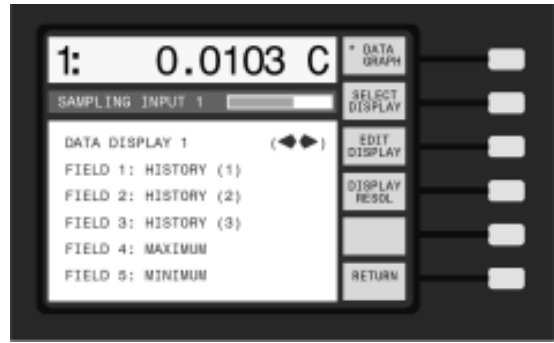 1: 0.0103 C
* DATA
GRAPH
SAMPLING INPUT 1
SELECT
DISPLAY
DATA DISPLAY 1 (◀▶)
EDIT
DISPLAY
FIELD 1: HISTORY (1)
FIELD 2: HISTORY (2)
DISPLAY
RESOL
FIELD 3: HISTORY (3)
FIELD 4: MAXIMUM
FIELD 5: MINIMUM
RETURN